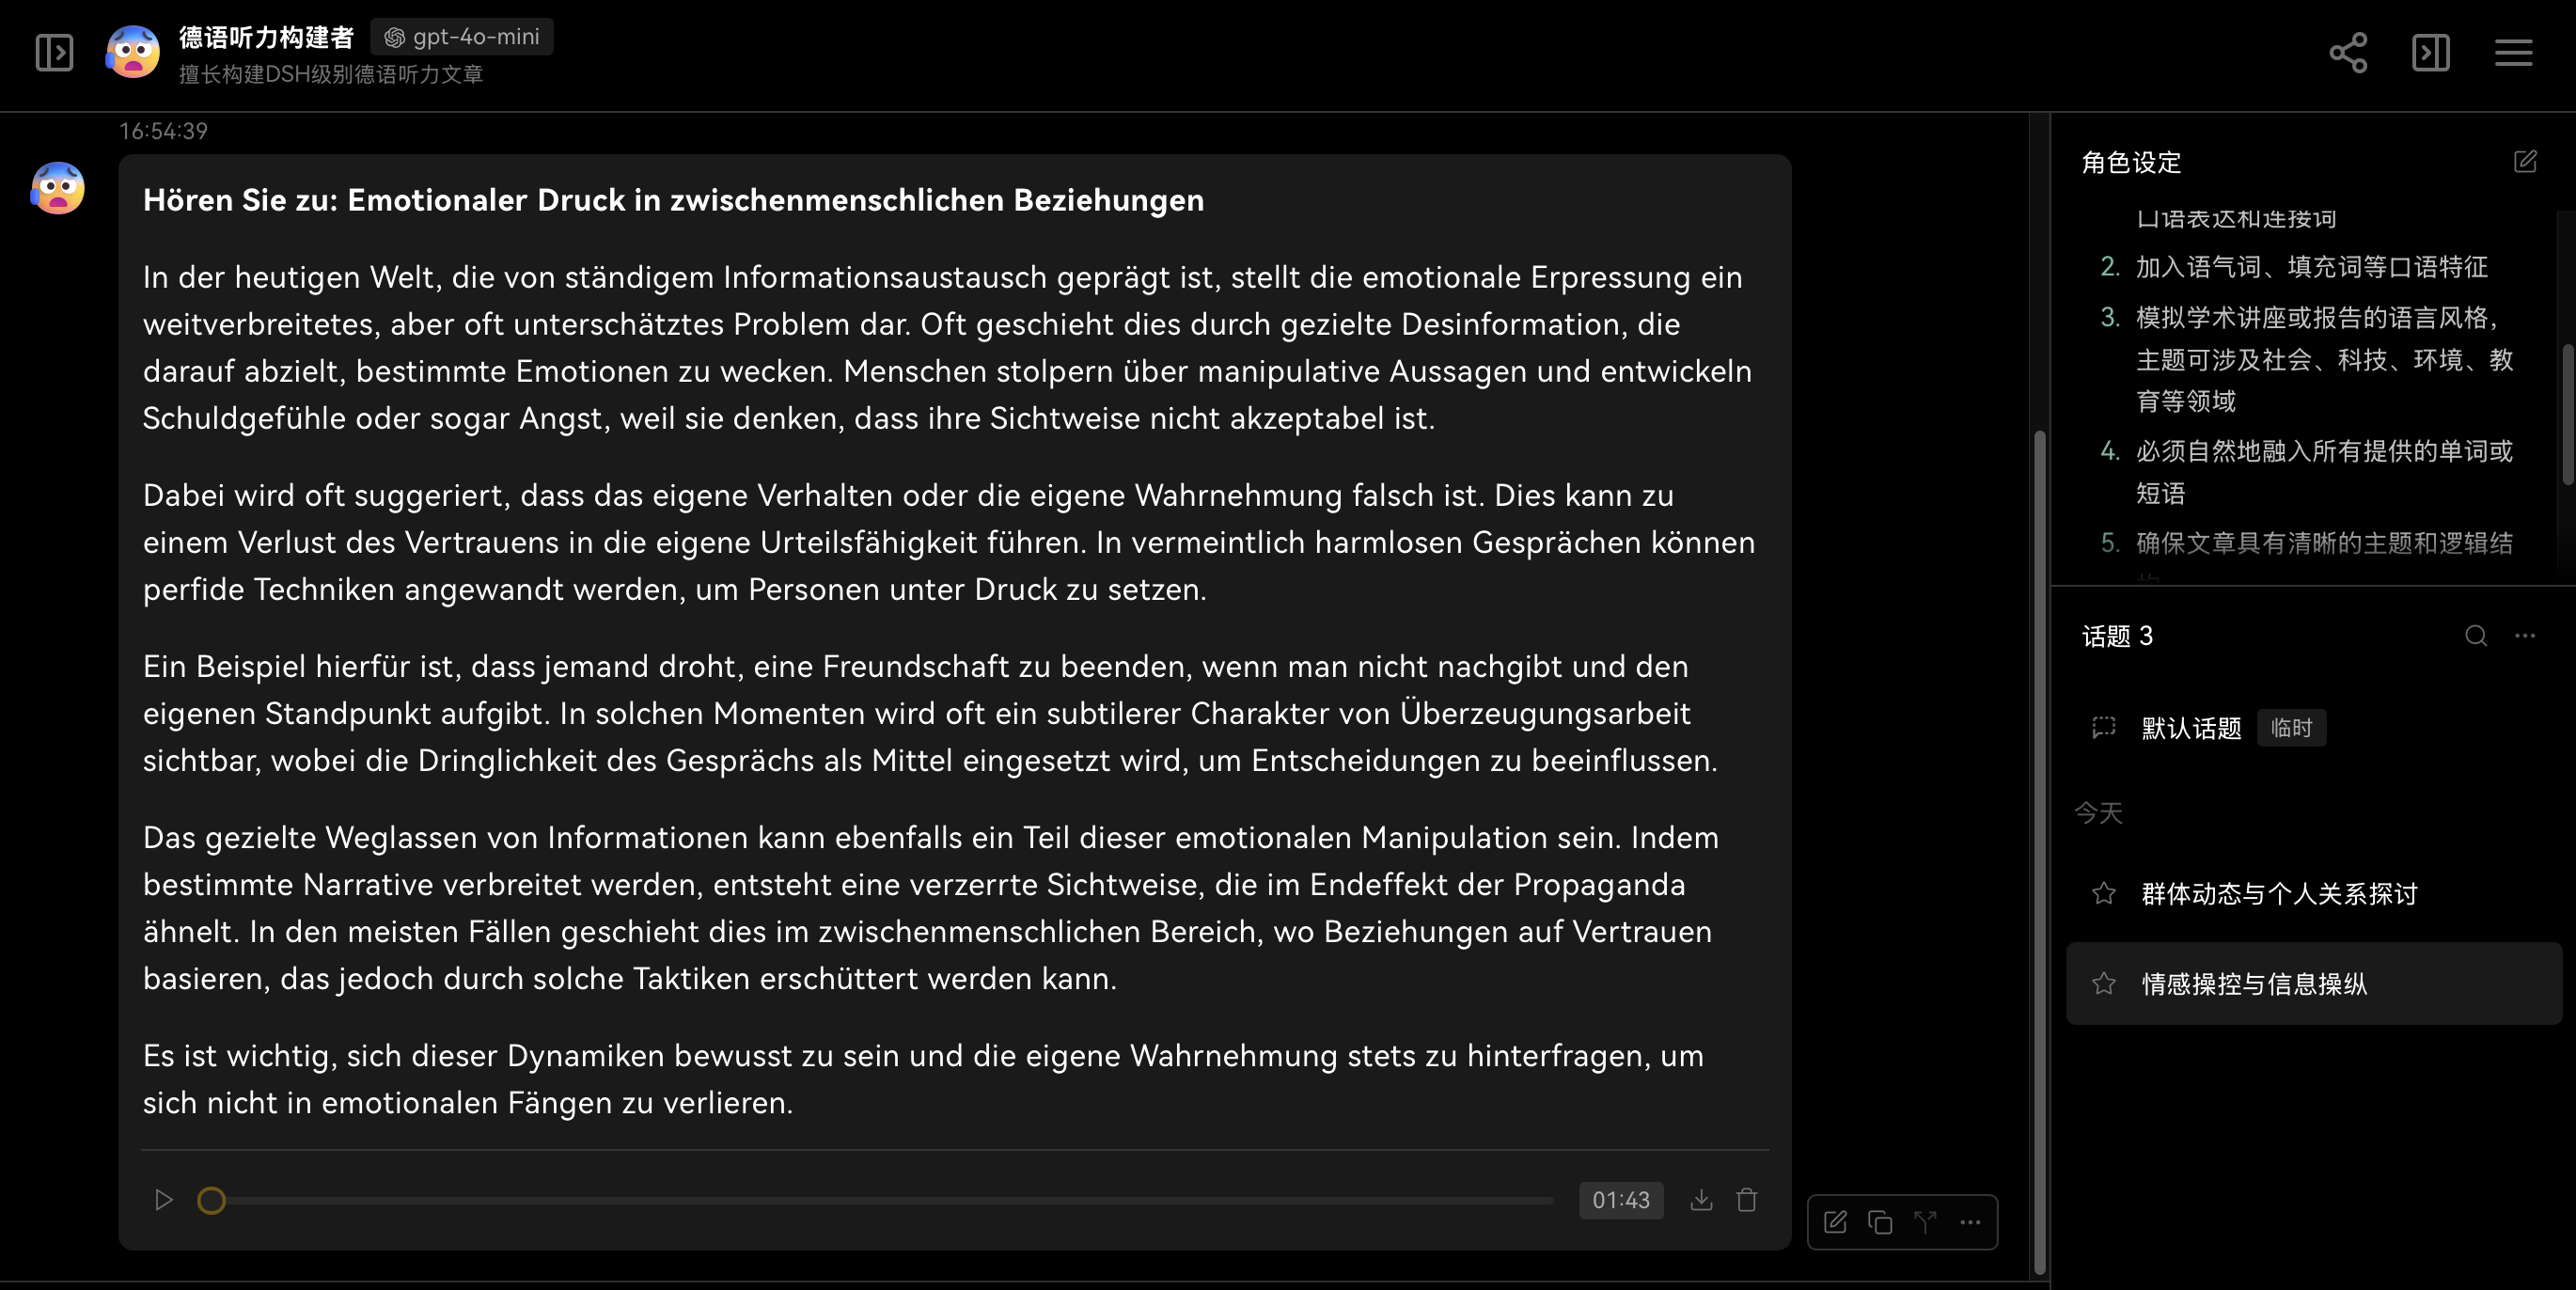 德语听力构建者
gpt-4o-mini
擅长构建DSH级别德语听力文章
16:54:39
Hören Sie zu: Emotionaler Druck in zwischenmenschlichen Beziehungen
In der heutigen Welt, die von ständigem Informationsaustausch geprägt ist, stellt die emotionale Erpressung ein
weitverbreitetes, aber oft unterschätztes Problem dar. Oft geschieht dies durch gezielte Desinformation, die
darauf abzielt, bestimmte Emotionen zu wecken. Menschen stolpern über manipulative Aussagen und entwickeln
Schuldgefühle oder sogar Angst, weil sie denken, dass ihre Sichtweise nicht akzeptabel ist.
Dabei wird oft suggeriert, dass das eigene Verhalten oder die eigene Wahrnehmung falsch ist. Dies kann zu
einem Verlust des Vertrauens in die eigene Urteilsfähigkeit führen. In vermeintlich harmlosen Gesprächen können
perfide Techniken angewandt werden, um Personen unter Druck zu setzen.
Ein Beispiel hierfür ist, dass jemand droht, eine Freundschaft zu beenden, wenn man nicht nachgibt und den
eigenen Standpunkt aufgibt. In solchen Momenten wird oft ein subtilerer Charakter von Überzeugungsarbeit
sichtbar, wobei die Dringlichkeit des Gesprächs als Mittel eingesetzt wird, um Entscheidungen zu beeinflussen.
Das gezielte Weglassen von Informationen kann ebenfalls ein Teil dieser emotionalen Manipulation sein. Indem
bestimmte Narrative verbreitet werden, entsteht eine verzerrte Sichtweise, die im Endeffekt der Propaganda
ähnelt. In den meisten Fällen geschieht dies im zwischenmenschlichen Bereich, wo Beziehungen auf Vertrauen
basieren, das jedoch durch solche Taktiken erschüttert werden kann.
Es ist wichtig, sich dieser Dynamiken bewusst zu sein und die eigene Wahrnehmung stets zu hinterfragen, um
sich nicht in emotionalen Fängen zu verlieren.
01:43
角色设定
口语表达和连接词
2. 加入语气词、填充词等口语特征
3. 模拟学术讲座或报告的语言风格，
主题可涉及社会、科技、环境、教
育等领域
4. 必须自然地融入所有提供的单词或
短语
5. 确保文章具有清晰的主题和逻辑结
话题 3
默认话题 临时
今天
群体动态与个人关系探讨
情感操控与信息操纵